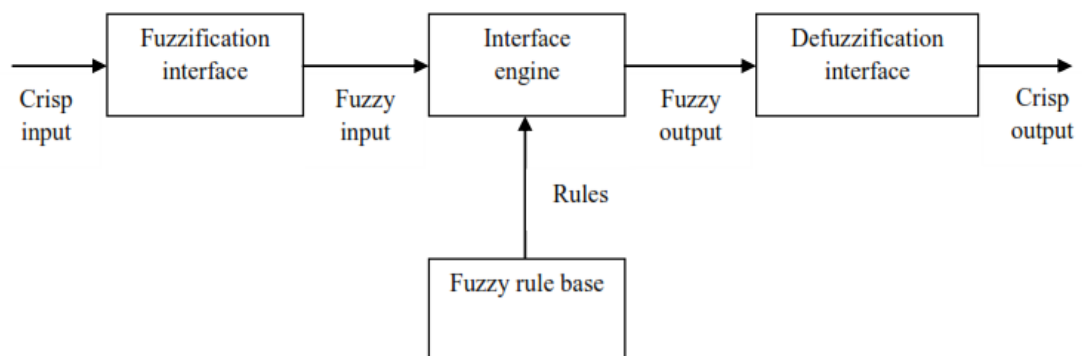 Fuzzification
interface
Interface
engine
Defuzzification
interface
Crisp
input
Fuzzy
input
Fuzzy
output
Crisp
output
Rules
Fuzzy rule base